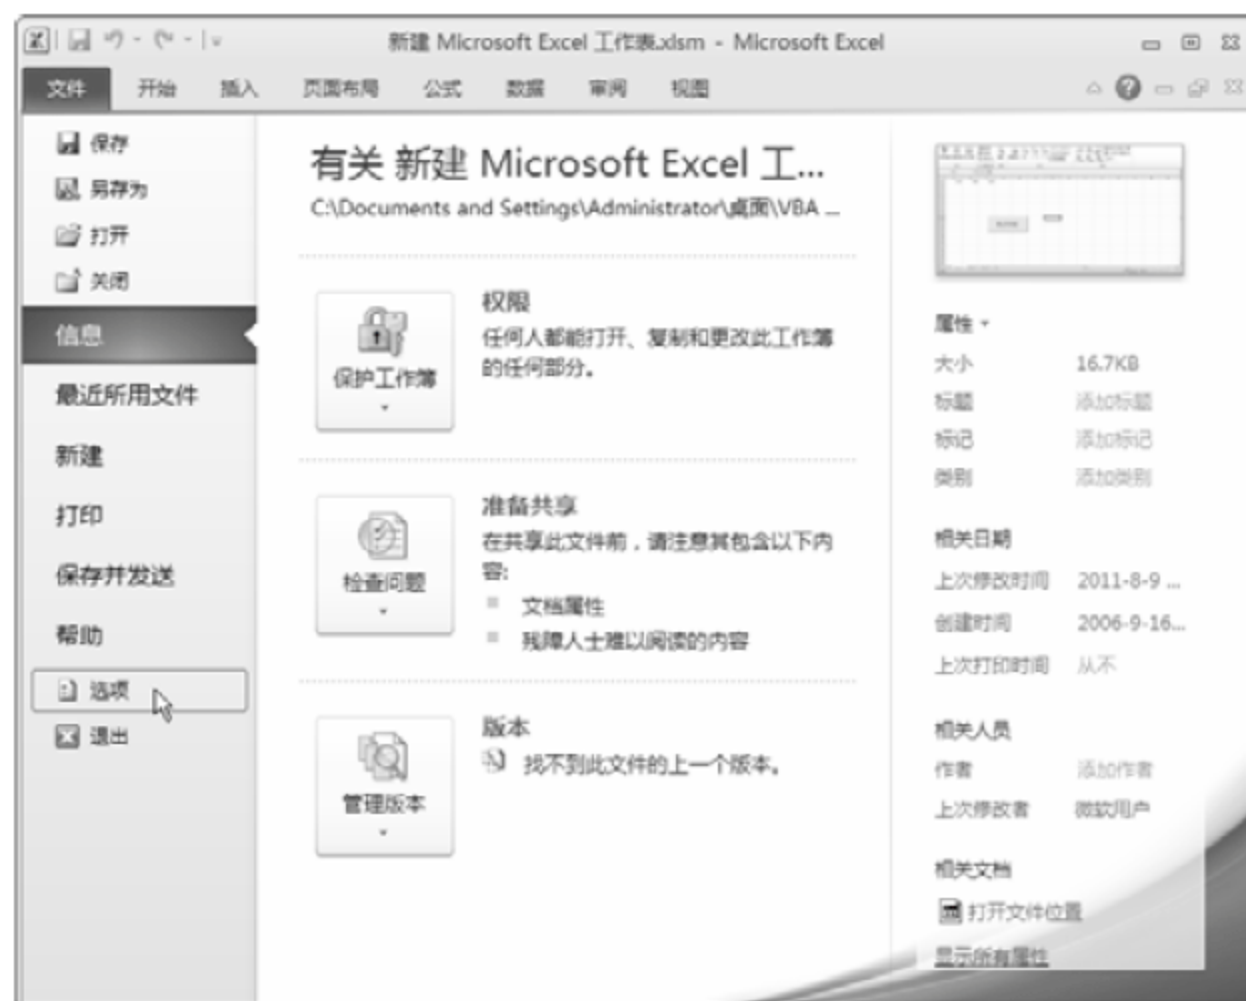 新建 Microsoft Excel 工作表.xlsm - Microsoft Excel
文件 开始 插入 页面布局 公式 数据 审阅 视图
保存
另存为
打开
关闭
信息
最近所用文件
新建
打印
保存并发送
帮助
选项
退出
有关 新建 Microsoft Excel 工...
C:\Documents and Settings\Administrator\桌面\VBA ...
保护工作簿
权限
任何人都能打开、复制和更改此工作簿
的任何部分。
检查问题
准备共享
在共享此文件前，请注意其包含以下内
容:
文档属性
残障人士难以阅读的内容
管理版本
版本
找不到此文件的上一个版本。
属性
大小 16.7KB
标题 添加标题
标记 添加标记
类别 添加类别
相关日期
上次修改时间 2011-8-9 ...
创建时间 2006-9-16...
上次打印时间 从不
相关人员
作者 添加作者
上次修改者 微软用户
相关文档
打开文件位置
显示所有属性